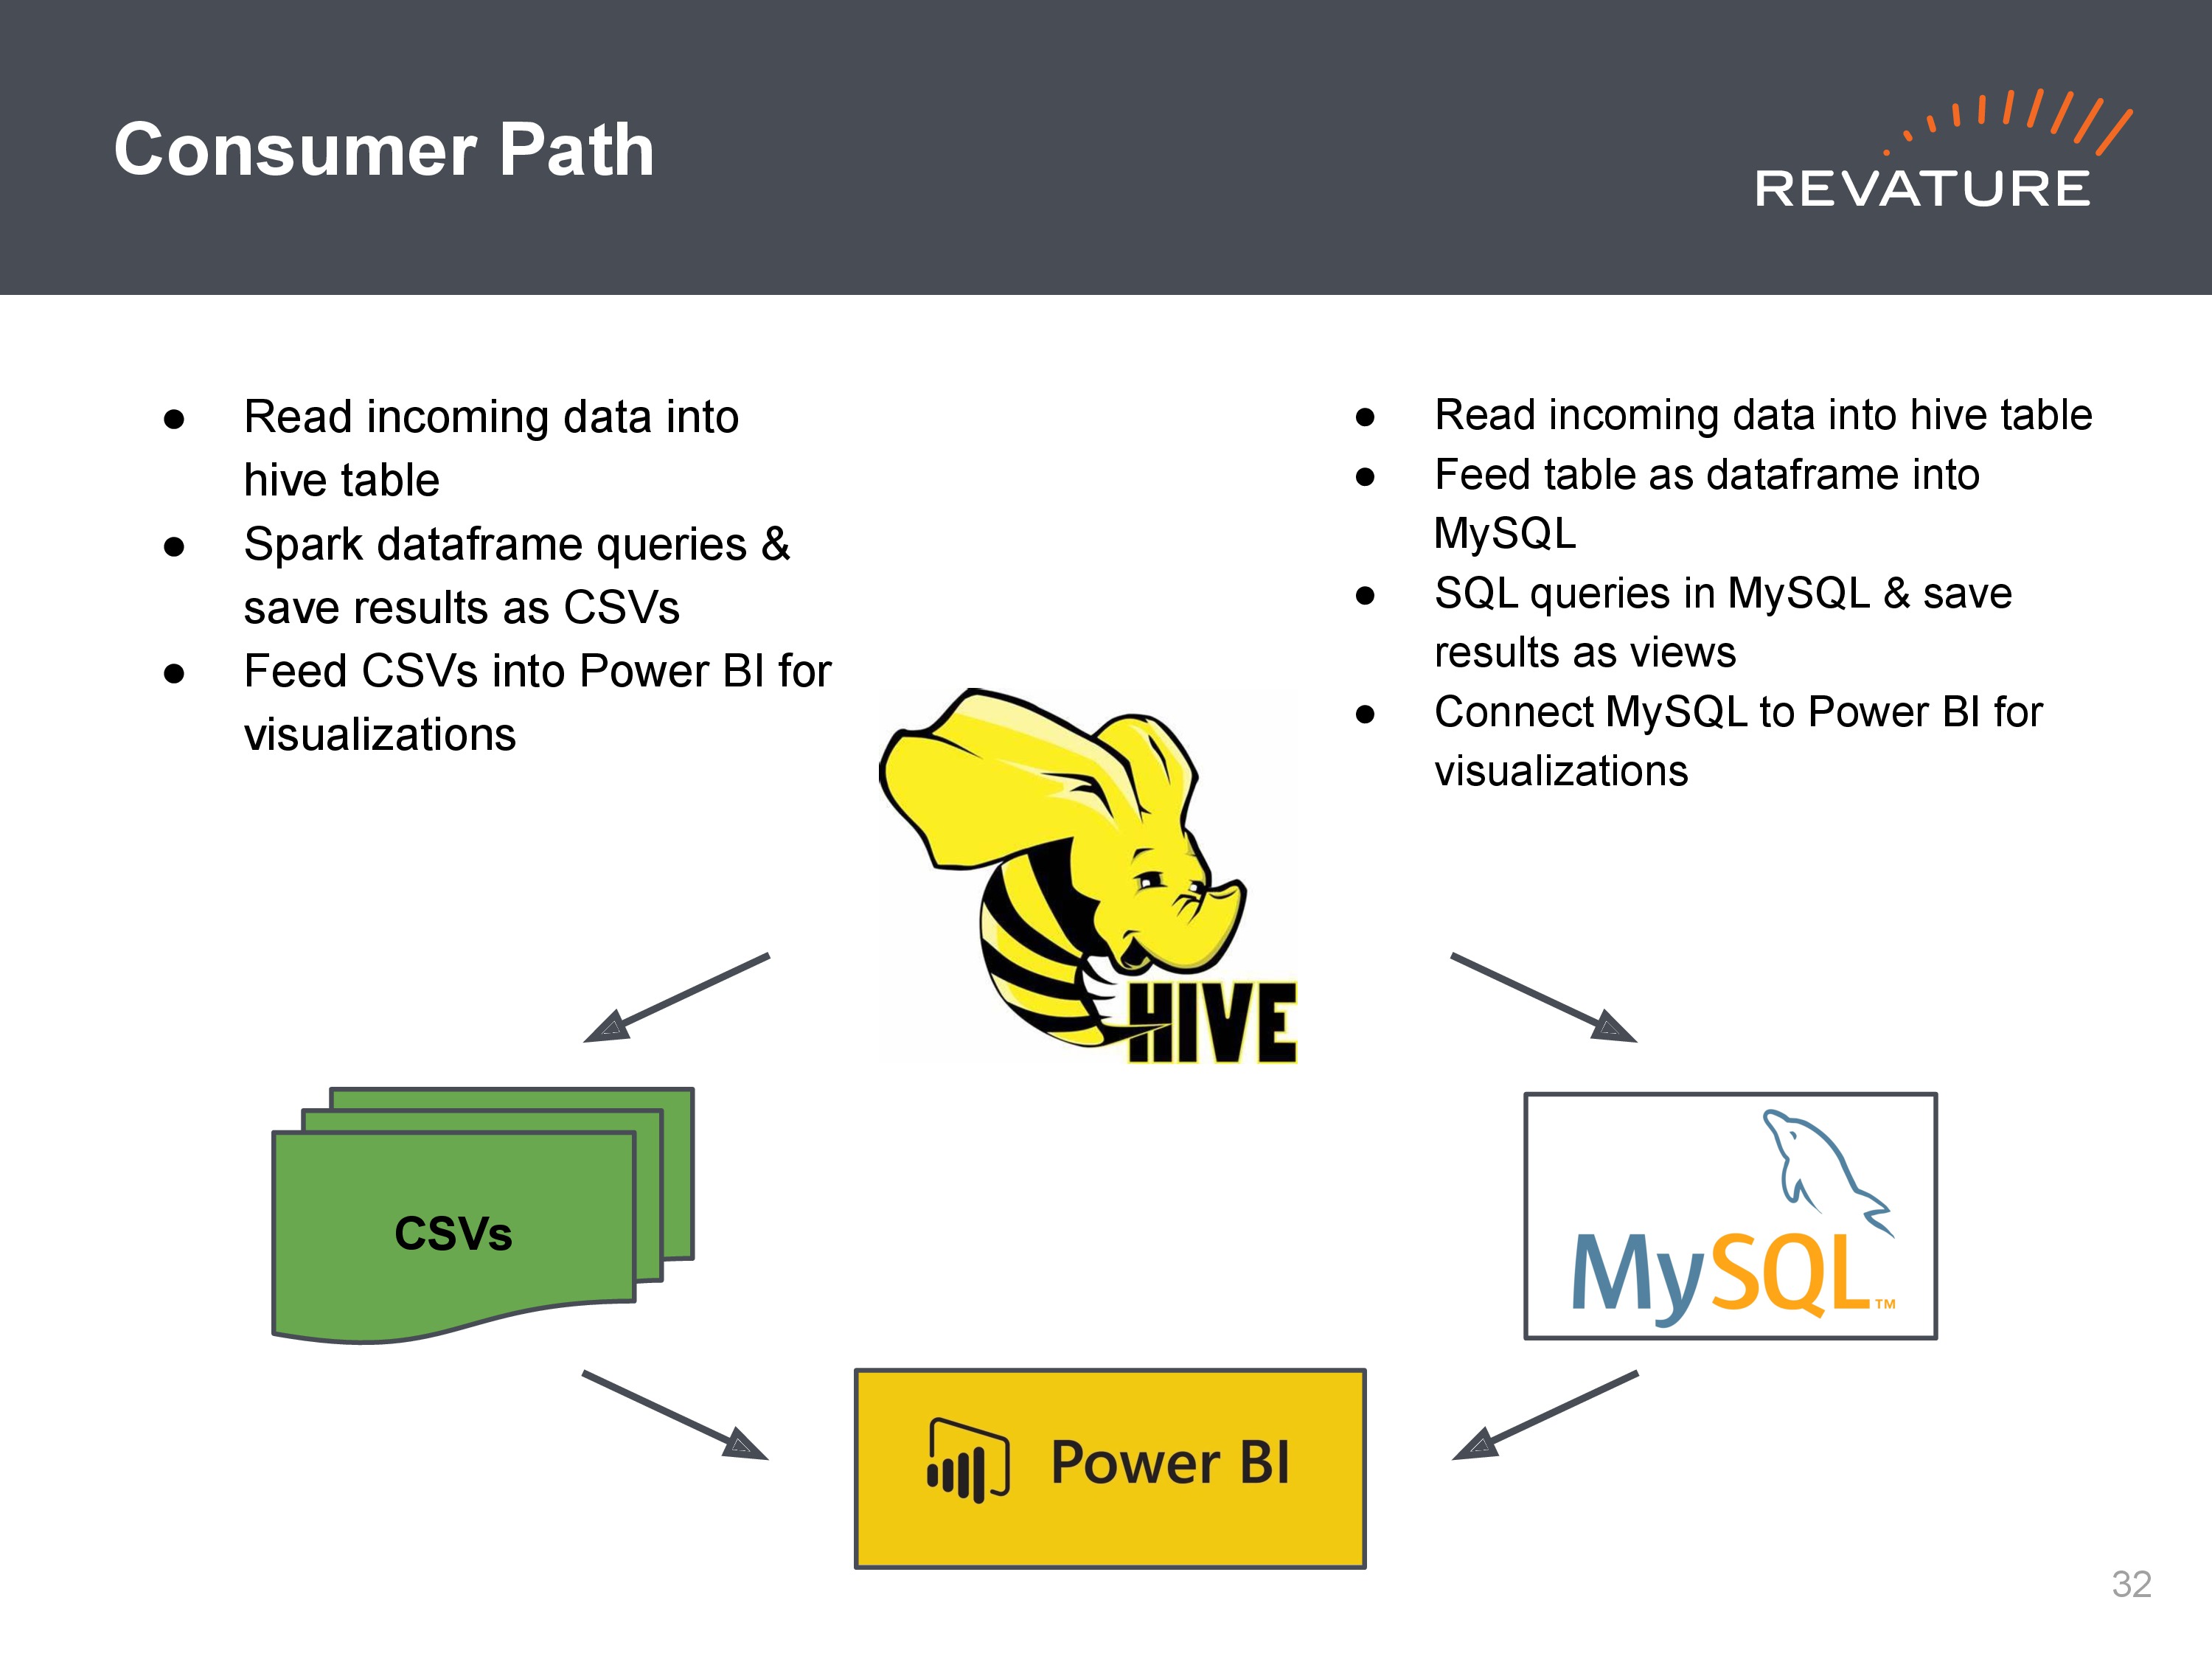 Consumer Path
REVATURE
● Read incoming data into
hive table
● Spark dataframe queries &
save results as CSVs
● Feed CSVs into Power BI for
visualizations
● Read incoming data into hive table
● Feed table as dataframe into
MySQL
● SQL queries in MySQL & save
results as views
● Connect MySQL to Power BI for
visualizations
HIVE
CSVs
MySQL™
Power BI
32